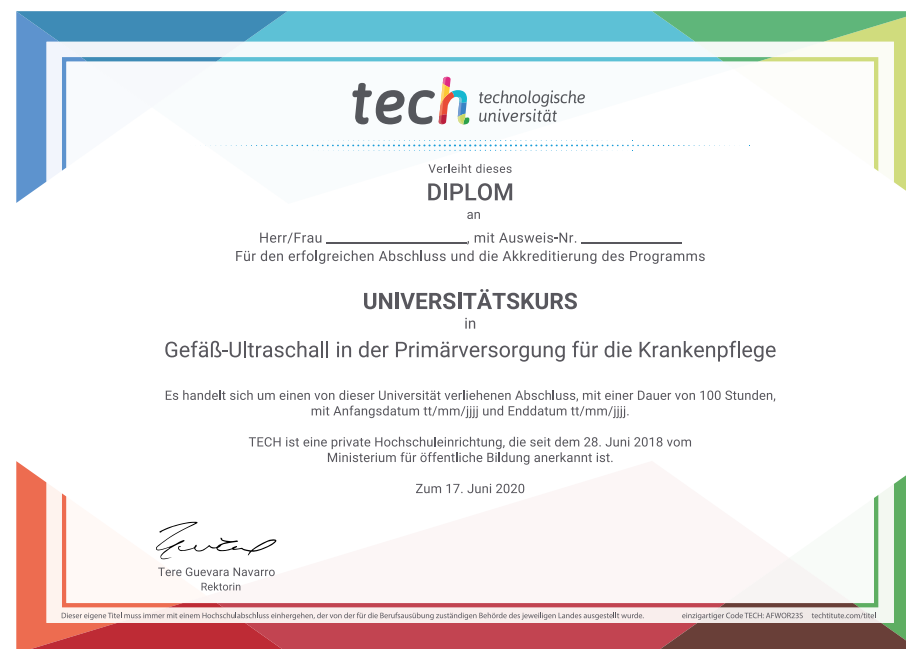 tech technologische
universität
Verleiht dieses
DIPLOM
an
Herr/Frau ____________________, mit Ausweis-Nr. ______________
Für den erfolgreichen Abschluss und die Akkreditierung des Programms
UNIVERSITÄTSKURS
in
Gefäß-Ultraschall in der Primärversorgung für die Krankenpflege
Es handelt sich um einen von dieser Universität verliehenen Abschluss, mit einer Dauer von 100 Stunden,
mit Anfangsdatum tt/mm/jjjj und Enddatum tt/mm/jjjj.
TECH ist eine private Hochschuleinrichtung, die seit dem 28. Juni 2018 vom
Ministerium für öffentliche Bildung anerkannt ist.
Zum 17. Juni 2020
Tere Guevara Navarro
Rektorin
Dieser eigene Titel muss immer mit einem Hochschulabschluss einhergehen, der von der für die Berufsausübung zuständigen Behörde des jeweiligen Landes ausgestellt wurde. einzigartiger Code TECH: AFWOR23S techtitute.com/titel